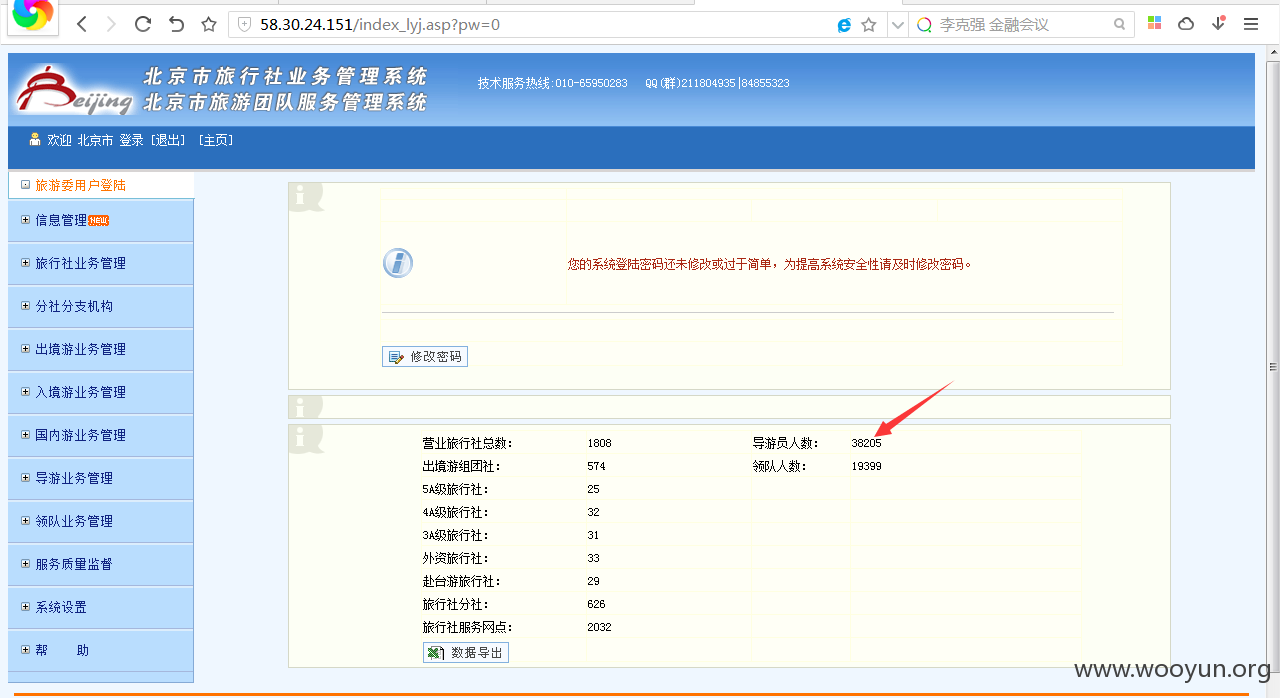 58.30.24.151/index_lyj.asp?pw=0
李克强 金融会议
Beijing
北京市旅行社业务管理系统
北京市旅游团队服务管理系统
技术服务热线:010-65950283 QQ(群)211804935|84855323
欢迎 北京市 登录 [退出] [主页]
旅游委用户登陆
信息管理NEW
旅行社业务管理
分社分支机构
出境游业务管理
入境游业务管理
国内游业务管理
导游业务管理
领队业务管理
服务质量监督
系统设置
帮 助
您的系统登陆密码还未修改或过于简单，为提高系统安全性请及时修改密码。
修改密码
营业旅行社总数： 1808 导游员人数： 38205
出境游组团社： 574 领队人数： 19399
5A级旅行社： 25
4A级旅行社： 32
3A级旅行社： 31
外资旅行社： 33
赴台游旅行社： 29
旅行社分社： 626
旅行社服务网点： 2032
数据导出
www.wooyun.org